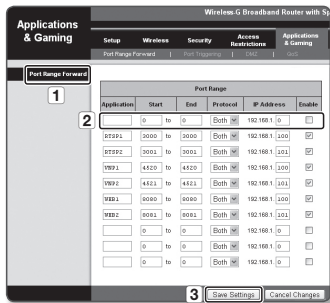 Wireless-G Broadband Router with Sp
Applications & Gaming
Setup Wireless Security Access Restrictions Applications & Gaming
Port Range Forward | Port Triggering | DMZ | QoS
Port Range Forward
1
Port Range
Application Start End Protocol IP Address Enable
2
0 to 0 Both 192.168.1. 0
RTSP1 3000 to 3000 Both 192.168.1. 100
RTSP2 3001 to 3001 Both 192.168.1. 101
VNP1 4520 to 4520 Both 192.168.1. 100
VNP2 4521 to 4521 Both 192.168.1. 101
WEB1 8080 to 8080 Both 192.168.1. 100
WEB2 8081 to 8081 Both 192.168.1. 101
0 to 0 Both 192.168.1. 0
0 to 0 Both 192.168.1. 0
0 to 0 Both 192.168.1. 0
3
Save Settings Cancel Changes